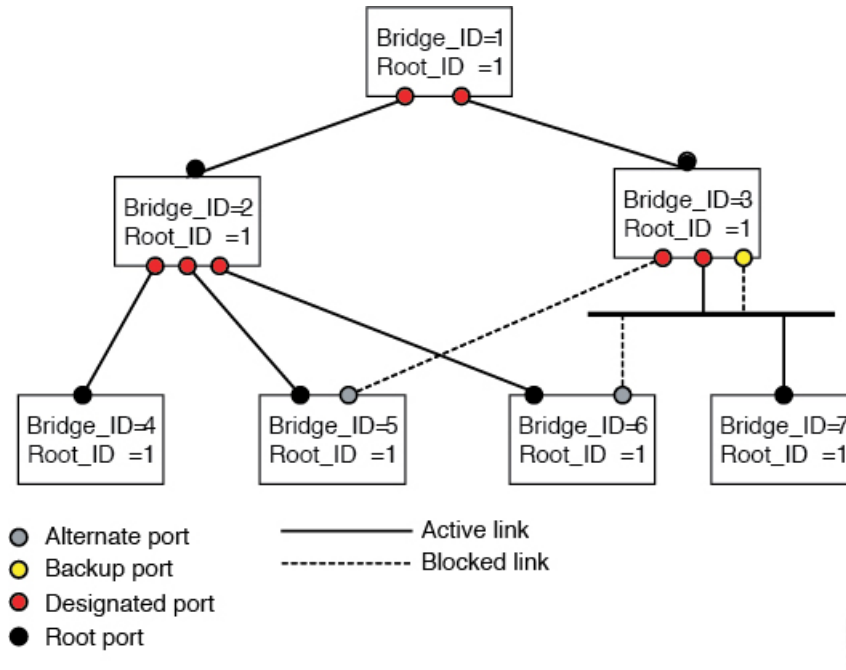 Bridge_ID=1
Root_ID =1
Bridge_ID=2
Root_ID =1
Bridge_ID=3
Root_ID =1
Bridge_ID=4
Root_ID =1
Bridge_ID=5
Root_ID =1
Bridge_ID=6
Root_ID =1
Bridge_ID=7
Root_ID =1
Alternate port
Backup port
Designated port
Root port
Active link
Blocked link